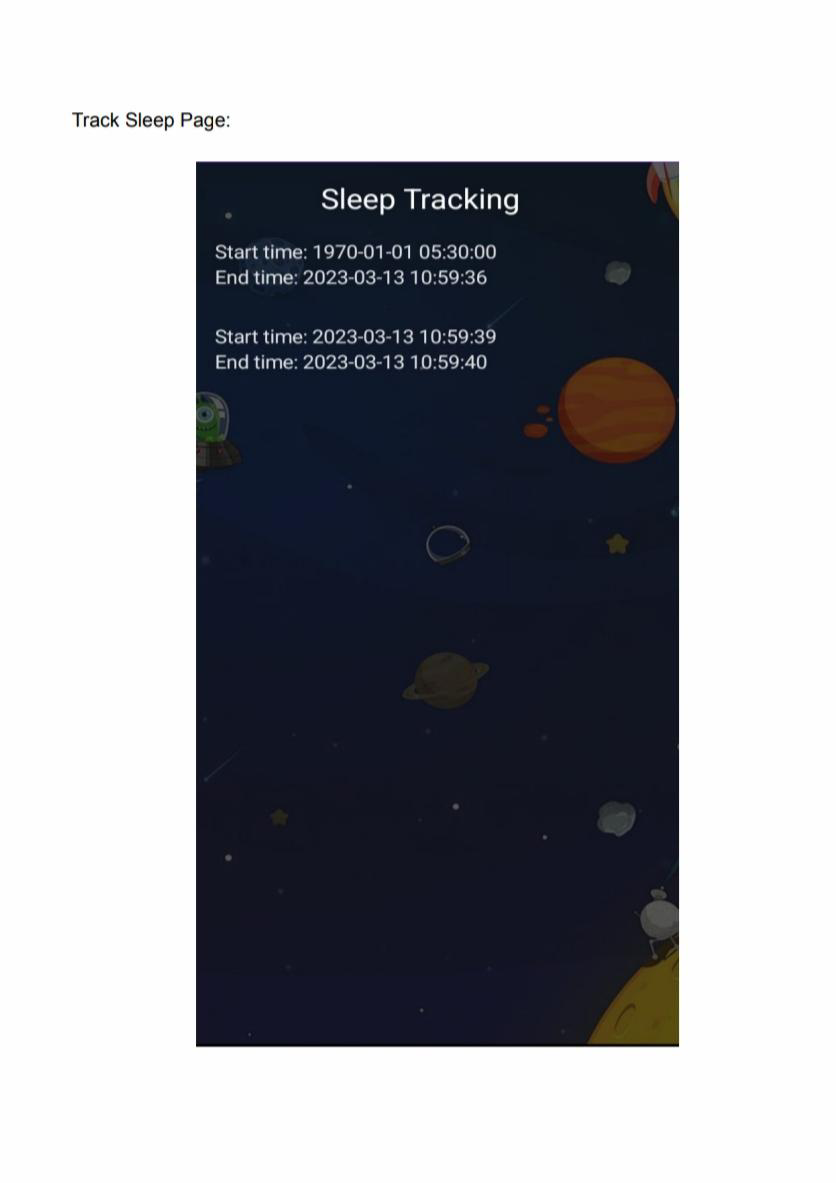 Track Sleep Page:
Sleep Tracking
Start time: 1970-01-01 05:30:00
End time: 2023-03-13 10:59:36
Start time: 2023-03-13 10:59:39
End time: 2023-03-13 10:59:40